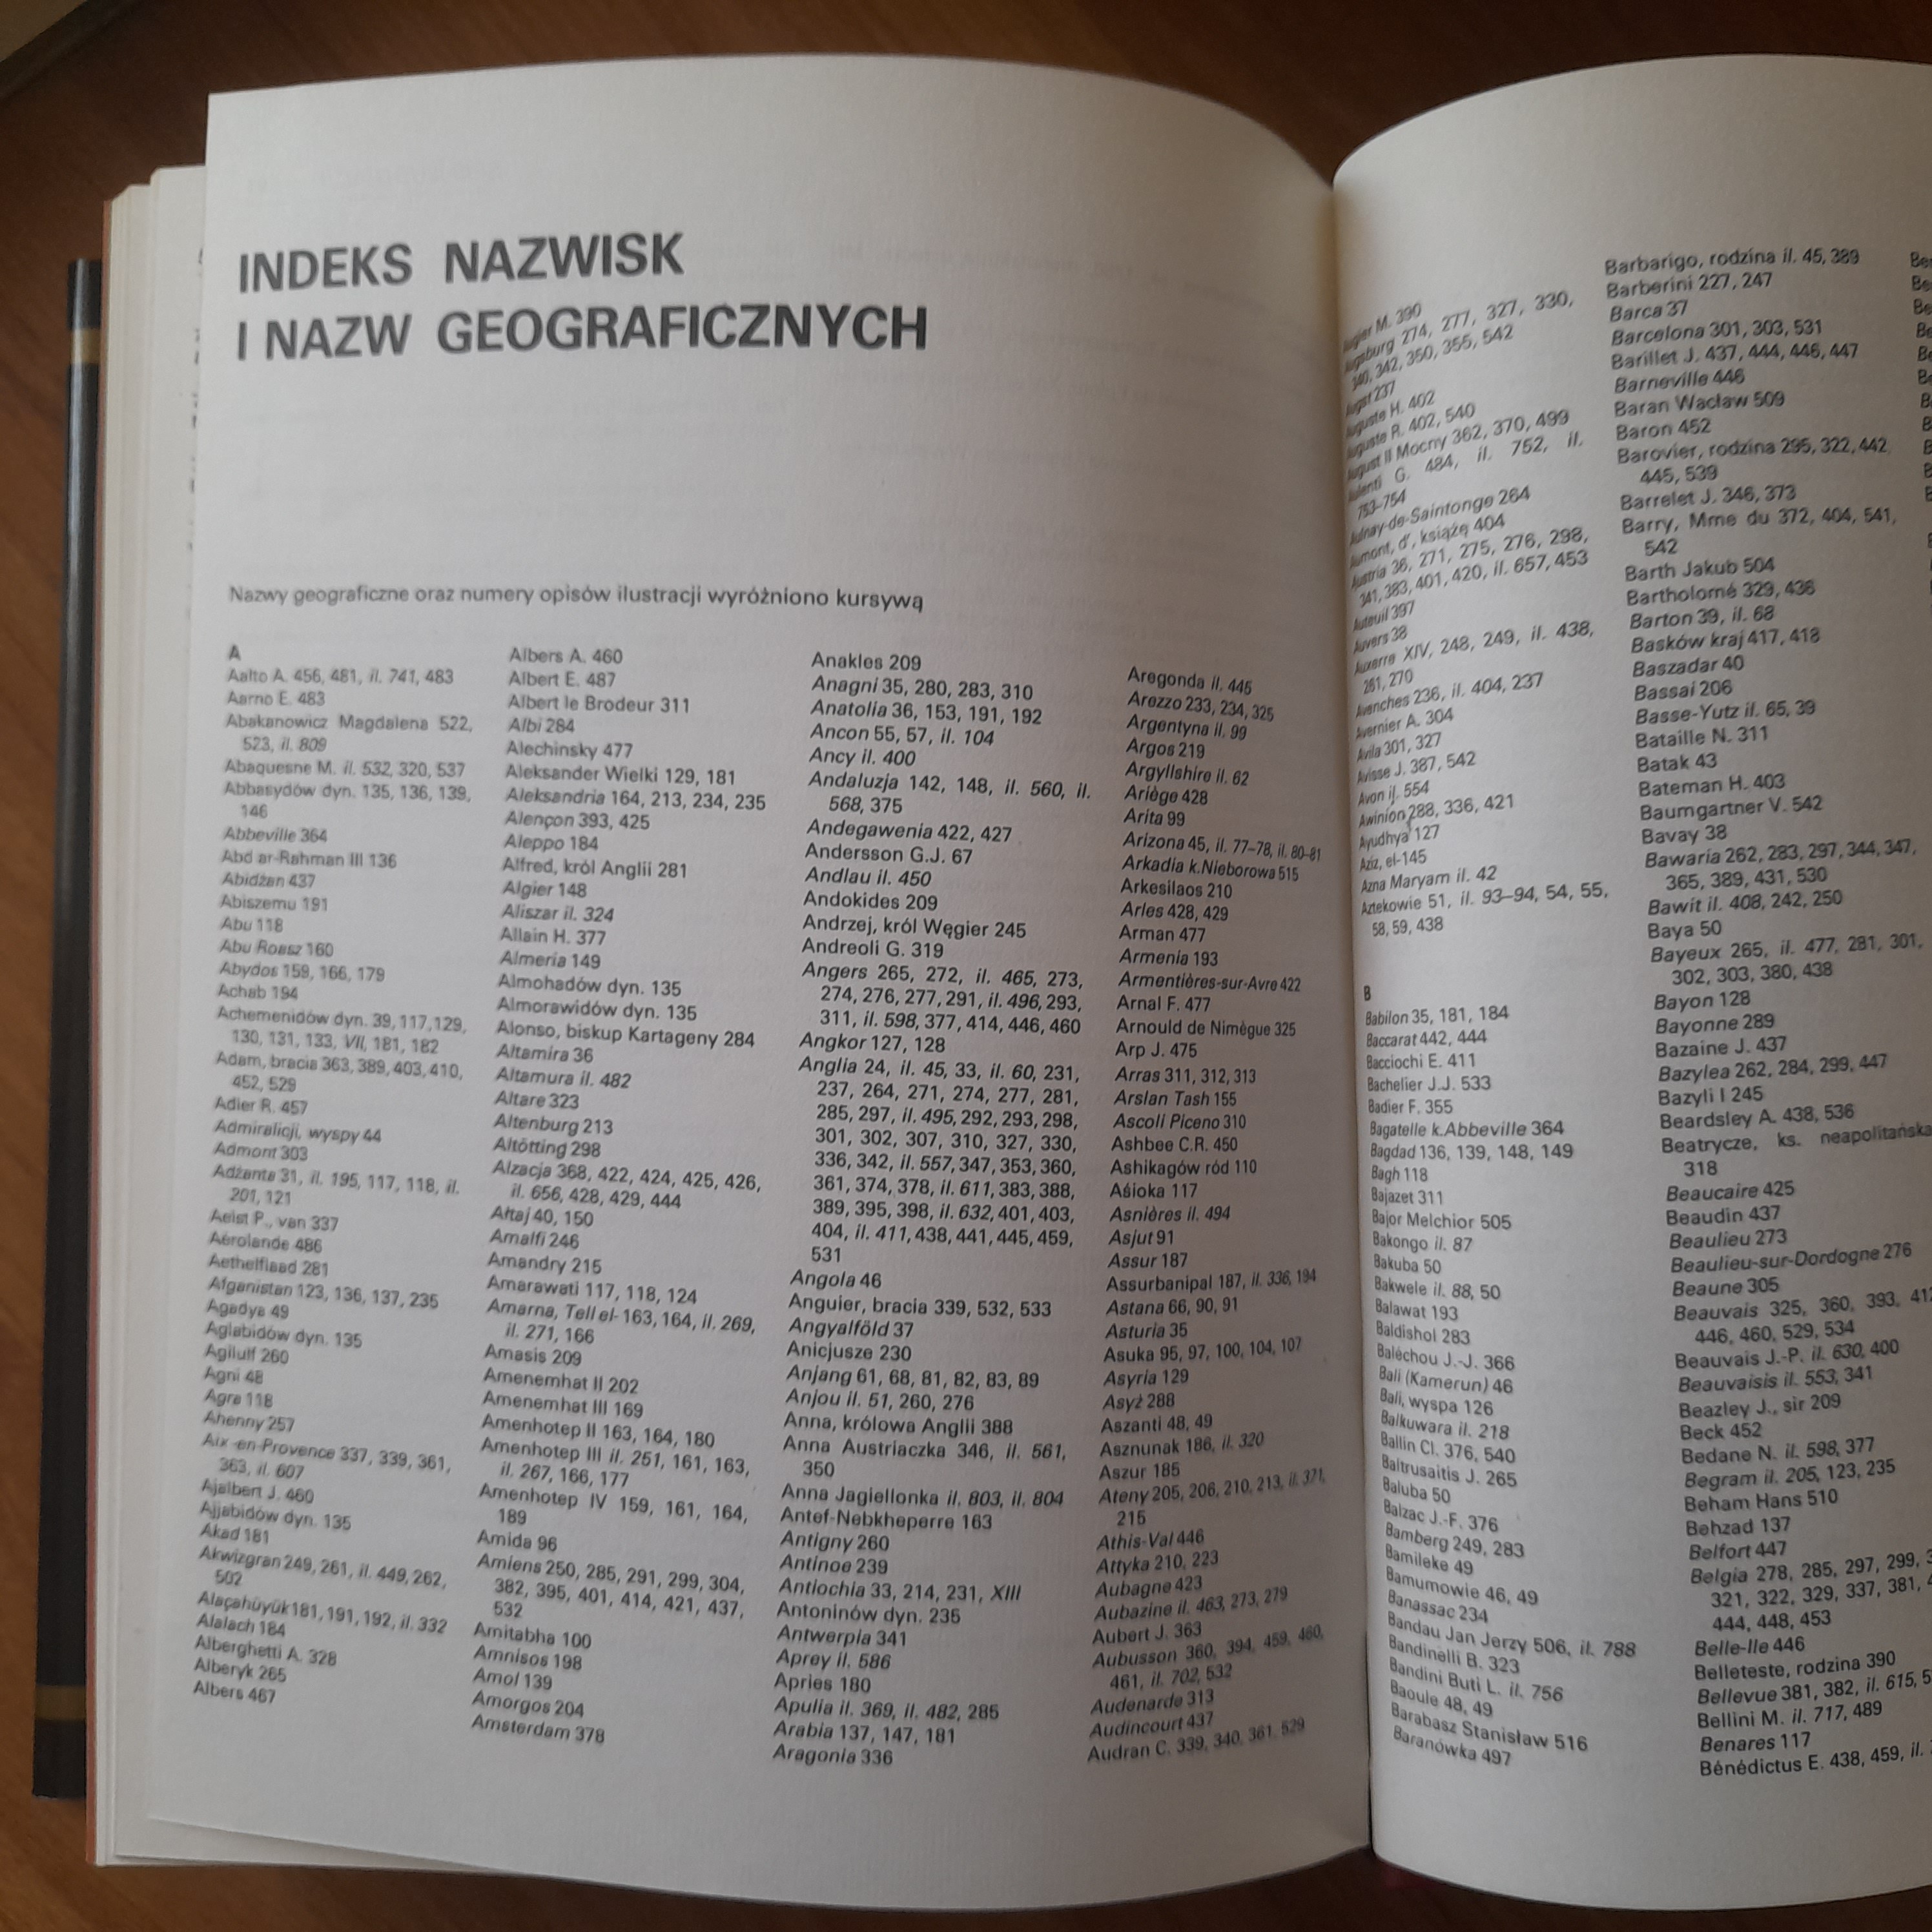 INDEKS NAZWISK
I NAZW GEOGRAFICZNYCH
Nazwy geograficzne oraz numery opisów ilustracji wyróżniono kursywą
A
Aalto A. 456, 481, il. 741, 483
Aarno E. 483
Abakanowicz Magdalena 522,
523, il. 809
Abaquesne M. il. 532, 320, 537
Abbasydów dyn. 135, 136, 139,
146
Abbeville 364
Abd ar-Rahman III 136
Abidżan 437
Abiszemu 191
Abu 118
Abu Roasz 160
Abydos 159, 166, 179
Achab 194
Achemenidów dyn. 39, 117, 129,
130, 131, 133, VII, 181, 182
Adam, bracia 363, 389, 403, 410,
452, 529
Adler R. 457
Admiralicji, wyspy 44
Admont 303
Adżanta 31, il. 195, 117, 118, il.
201, 121
Aelst P., van 337
Aérolande 486
Aethelflaed 281
Afganistan 123, 136, 137, 235
Agadya 49
Aglabidów dyn. 135
Agilulf 260
Agni 48
Agra 118
Ahenny 257
Aix-en-Provence 337, 339, 361,
363, il. 607
Ajalbert J. 460
Ajjabidów dyn. 135
Akad 181
Akwizgran 249, 261, il. 449, 262,
502
Alaçahüyük 181, 191, 192, il. 332
Alalach 184
Alberghetti A. 328
Alberyk 265
Albers 467
Albers A. 460
Albert E. 487
Albert le Brodeur 311
Albi 284
Alechinsky 477
Aleksander Wielki 129, 181
Aleksandria 164, 213, 234, 235
Alençon 393, 425
Aleppo 184
Alfred, król Anglii 281
Algier 148
Aliszar il. 324
Allain H. 377
Almeria 149
Almohadów dyn. 135
Almorawidów dyn. 135
Alonso, biskup Kartageny 284
Altamira 36
Altamura il. 482
Altare 323
Altenburg 213
Altötting 298
Alzacja 368, 422, 424, 425, 426,
il. 656, 428, 429, 444
Ałtaj 40, 150
Amalfi 246
Amandry 215
Amarawati 117, 118, 124
Amarna, Tell el- 163, 164, il. 269,
il. 271, 166
Amasis 209
Amenemhat II 202
Amenemhat III 169
Amenhotep II 163, 164, 180
Amenhotep III il. 251, 161, 163,
il. 267, 166, 177
Amenhotep IV 159, 161, 164,
189
Amida 96
Amiens 250, 285, 291, 299, 304,
382, 395, 401, 414, 421, 437,
532
Amitabha 100
Amnisos 198
Amol 139
Amorgos 204
Amsterdam 378
Anakles 209
Anagni 35, 280, 283, 310
Anatolia 36, 153, 191, 192
Ancon 55, 57, il. 104
Ancy il. 400
Andaluzja 142, 148, il. 560, il.
568, 375
Andegawenia 422, 427
Andersson G.J. 67
Andlau il. 450
Andokides 209
Andrzej, król Węgier 245
Andreoli G. 319
Angers 265, 272, il. 465, 273,
274, 276, 277, 291, il. 496, 293,
311, il. 598, 377, 414, 446, 460
Angkor 127, 128
Anglia 24, il. 45, 33, il. 60, 231,
237, 264, 271, 274, 277, 281,
285, 297, il. 495, 292, 293, 298,
301, 302, 307, 310, 327, 330,
336, 342, il. 557, 347, 353, 360,
361, 374, 378, il. 611, 383, 388,
389, 395, 398, il. 632, 401, 403,
404, il. 411, 438, 441, 445, 459,
531
Angola 46
Anguier, bracia 339, 532, 533
Angyalföld 37
Anicjusze 230
Anjang 61, 68, 81, 82, 83, 89
Anjou il. 51, 260, 276
Anna, królowa Anglii 388
Anna Austriaczka 346, il. 561,
350
Anna Jagiellonka il. 803, il. 804
Antef-Nebkheperre 163
Antigny 260
Antinoe 239
Antiochia 33, 214, 231, XIII
Antoninów dyn. 235
Antwerpia 341
Aprey il. 586
Apries 180
Apulia il. 369, il. 482, 285
Arabia 137, 147, 181
Aragonia 336
Aregonda il. 445
Arezzo 233, 234, 325
Argentyna il. 99
Argos 219
Argyllshire il. 62
Ariège 428
Arita 99
Arizona 45, il. 77–78, il. 80–81
Arkadia k.Nieborowa 515
Arkesilaos 210
Arles 428, 429
Arman 477
Armenia 193
Armentières-sur-Avre 422
Arnal F. 477
Arnould de Nimègue 325
Arp J. 475
Arras 311, 312, 313
Arslan Tash 155
Ascoli Piceno 310
Ashbee C.R. 450
Ashikagów ród 110
Aśioka 117
Asnières il. 494
Asjut 91
Assur 187
Assurbanipal 187, il. 336, 194
Astana 66, 90, 91
Asturia 35
Asuka 95, 97, 100, 104, 107
Asyria 129
Asyż 288
Aszanti 48, 49
Asznunak 186, il. 320
Aszur 185
Ateny 205, 206, 210, 213, il. 371,
215
Athis-Val 446
Attyka 210, 223
Aubagne 423
Aubazine il. 463, 273, 279
Aubert J. 363
Aubusson 360, 394, 459, 460,
461, il. 702, 532
Audenarde 313
Audincourt 437
Audran C. 339, 340, 361, 529
Augier M. 390
Augsburg 274, 277, 327, 330,
340, 342, 350, 355, 542
Augst 237
Auguste H. 402
Auguste R. 402, 540
August II Mocny 362, 370, 499
Aulenti G. 484, il. 752, il.
753–754
Aulnay-de-Saintonge 264
Aumont, d', książę 404
Austria 36, 271, 275, 276, 298,
341, 383, 401, 420, il. 657, 453
Auteuil 397
Auvers 38
Auxerre XIV, 248, 249, il. 438,
261, 270
Avenches 236, il. 404, 237
Avernier A. 304
Avila 301, 327
Avisse J. 387, 542
Avon il. 554
Awinion 288, 336, 421
Ayudhya 127
Aziz, el-145
Azna Maryam il. 42
Aztekowie 51, il. 93–94, 54, 55,
58, 59, 438
B
Babilon 35, 181, 184
Baccarat 442, 444
Bacciochi E. 411
Bachelier J.J. 533
Badier F. 355
Bagatelle k.Abbeville 364
Bagdad 136, 139, 148, 149
Bagh 118
Bajazet 311
Bajor Melchior 505
Bakongo il. 87
Bakuba 50
Bakwele il. 88, 50
Balawat 193
Baldishol 283
Baléchou J.-J. 366
Bali (Kamerun) 46
Bali, wyspa 126
Balkuwara il. 218
Ballin Cl. 376, 540
Baltrusaitis J. 265
Baluba 50
Balzac J.-F. 376
Bamberg 249, 283
Bamileke 49
Bamumowie 46, 49
Banassac 234
Bandau Jan Jerzy 506, il. 788
Bandinelli B. 323
Bandini Buti L. il. 756
Baoule 48, 49
Barabasz Stanisław 516
Baranówka 497
Barbarigo, rodzina il. 45, 389
Barberini 227, 247
Barca 37
Barcelona 301, 303, 531
Barillet J. 437, 444, 446, 447
Barneville 446
Baran Wacław 509
Baron 452
Barovier, rodzina 295, 322, 442,
445, 539
Barrelet J. 346, 373
Barry, Mme du 372, 404, 541,
542
Barth Jakub 504
Bartholomé 329, 436
Barton 39, il. 68
Basków kraj 417, 418
Baszadar 40
Bassai 206
Basse-Yutz il. 65, 39
Bataille N. 311
Batak 43
Bateman H. 403
Baumgartner V. 542
Bavay 38
Bawaria 262, 283, 297, 344, 347,
365, 389, 431, 530
Bawit il. 408, 242, 250
Baya 50
Bayeux 265, il. 477, 281, 301,
302, 303, 380, 438
Bayon 128
Bayonne 289
Bazaine J. 437
Bazylea 262, 284, 299, 447
Bazyli I 245
Beardsley A. 438, 536
Beatrycze, ks. neapolitańska
318
Beaucaire 425
Beaudin 437
Beaulieu 273
Beaulieu-sur-Dordogne 276
Beaune 305
Beauvais 325, 360, 393,
446, 460, 529, 534
Beauvais J.-P. il. 630, 400
Beauvaisis il. 553, 341
Beazley J., sir 209
Beck 452
Bedane N. il. 598, 377
Begram il. 205, 123, 235
Beham Hans 510
Behzad 137
Belfort 447
Belgia 278, 285, 297, 299,
321, 322, 329, 337, 381,
444, 448, 453
Belle-Ile 446
Belleteste, rodzina 390
Bellevue 381, 382, il. 615,
Bellini M. il. 717, 489
Benares 117
Bénédictus E. 438, 459, il.